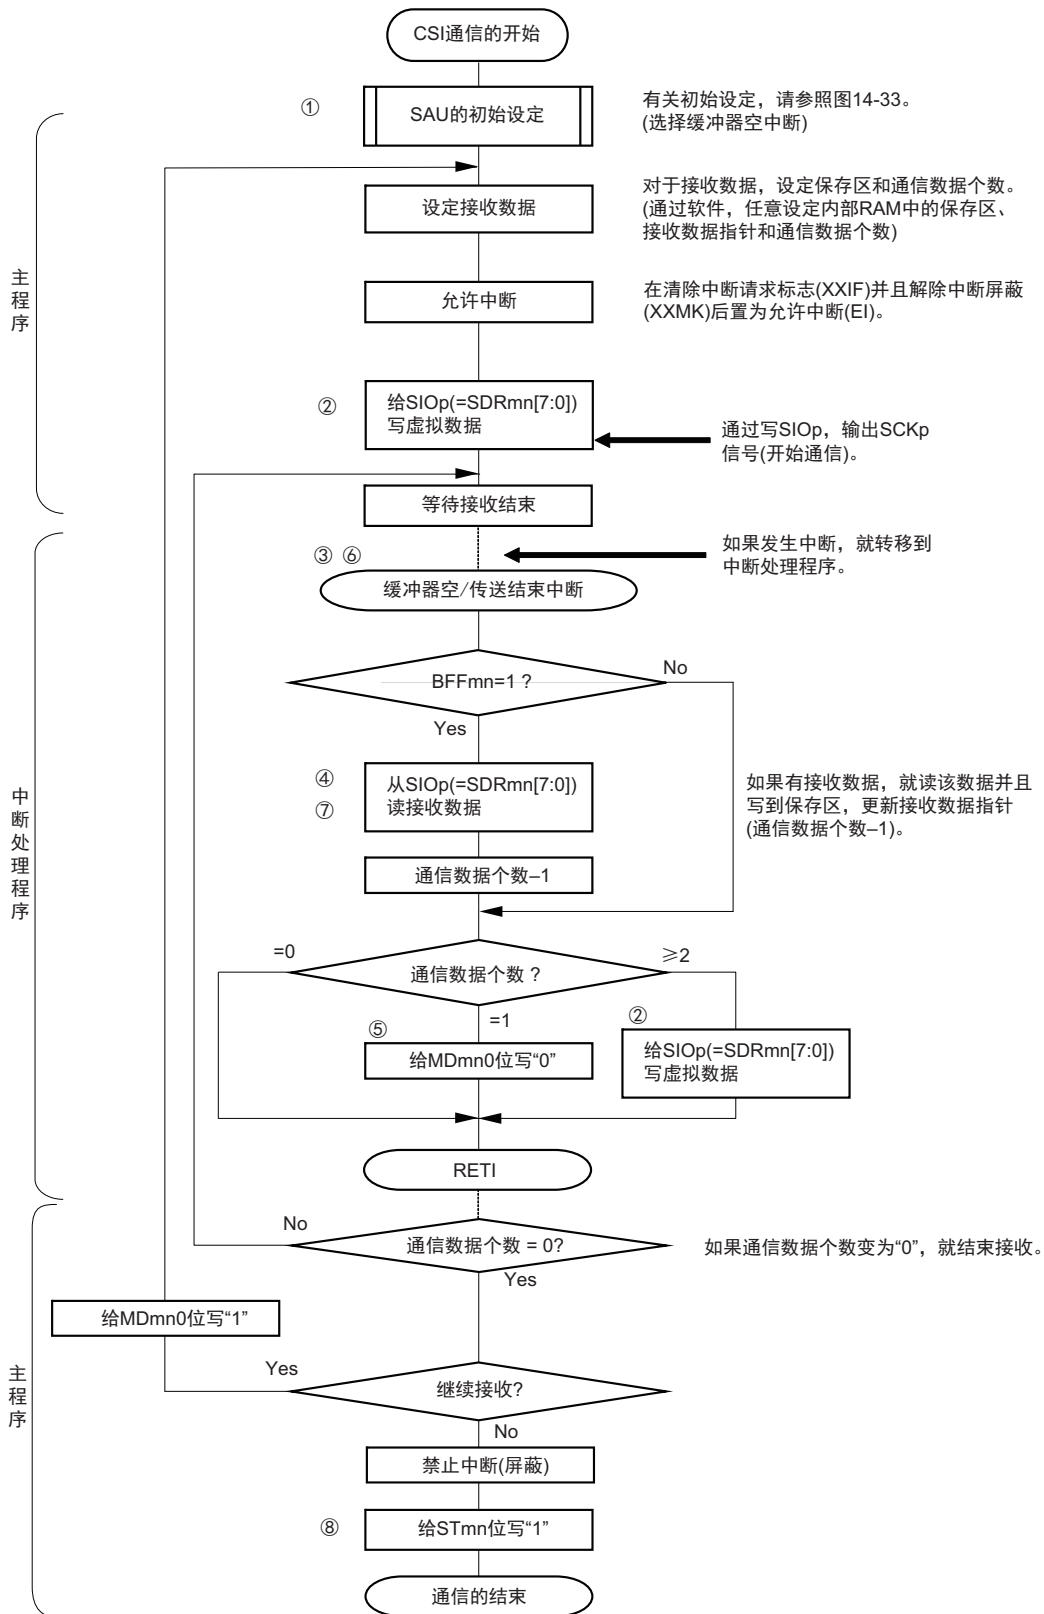 CSI通信的开始
①
SAU的初始设定
有关初始设定，请参照图14-33。
(选择缓冲器空中断)
设定接收数据
对于接收数据，设定保存区和通信数据个数。
(通过软件，任意设定内部RAM中的保存区、
接收数据指针和通信数据个数)
主程序
允许中断
在清除中断请求标志(XXIF)并且解除中断屏蔽
(XXMK)后置为允许中断(EI)。
②
给SIOp(=SDRmn[7:0])
写虚拟数据
通过写SIOp，输出SCKp
信号(开始通信)。
等待接收结束
如果发生中断，就转移到
中断处理程序。
③ ⑥
缓冲器空/传送结束中断
BFFmn=1 ?
No
Yes
④
⑦
从SIOp(=SDRmn[7:0])
读接收数据
如果有接收数据，就读该数据并且
写到保存区，更新接收数据指针
(通信数据个数–1)。
中断处理程序
通信数据个数–1
=0
通信数据个数 ?
≥2
=1
⑤
给MDmn0位写“0”
②
给SIOp(=SDRmn[7:0])
写虚拟数据
RETI
No
通信数据个数 = 0?
如果通信数据个数变为“0”，就结束接收。
Yes
给MDmn0位写“1”
Yes
继续接收?
主程序
No
禁止中断(屏蔽)
⑧
给STmn位写“1”
通信的结束